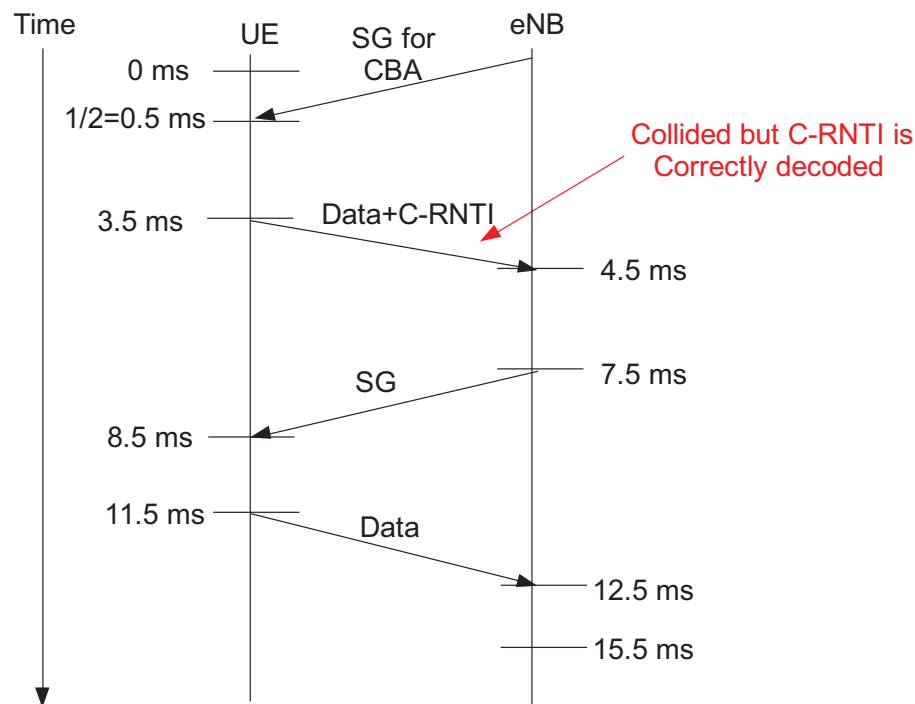 Time
UE
eNB
SG for
CBA
0 ms
1/2=0.5 ms
Collided but C-RNTI is
Correctly decoded
3.5 ms
Data+C-RNTI
4.5 ms
7.5 ms
SG
8.5 ms
11.5 ms
Data
12.5 ms
15.5 ms